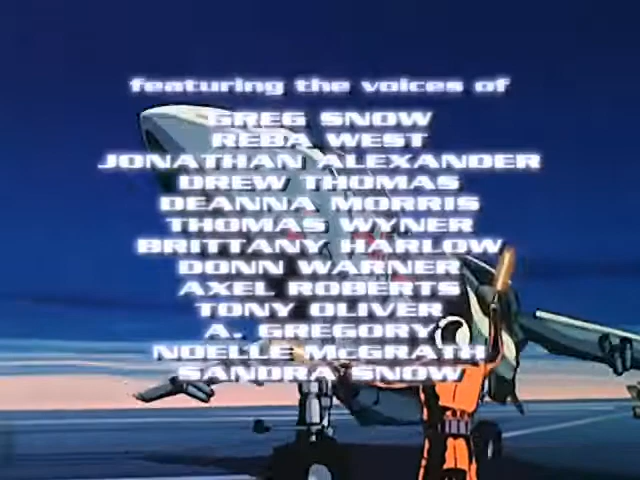 featuring the voices of
GREG SNOW
REBA WEST
JONATHAN ALEXANDER
DREW THOMAS
DEANNA MORRIS
THOMAS WYNER
BRITTANY HARLOW
DONN WARNER
AXEL ROBERTS
TONY OLIVER
A. GREGORY
NOELLE McGRATH
SANDRA SNOW